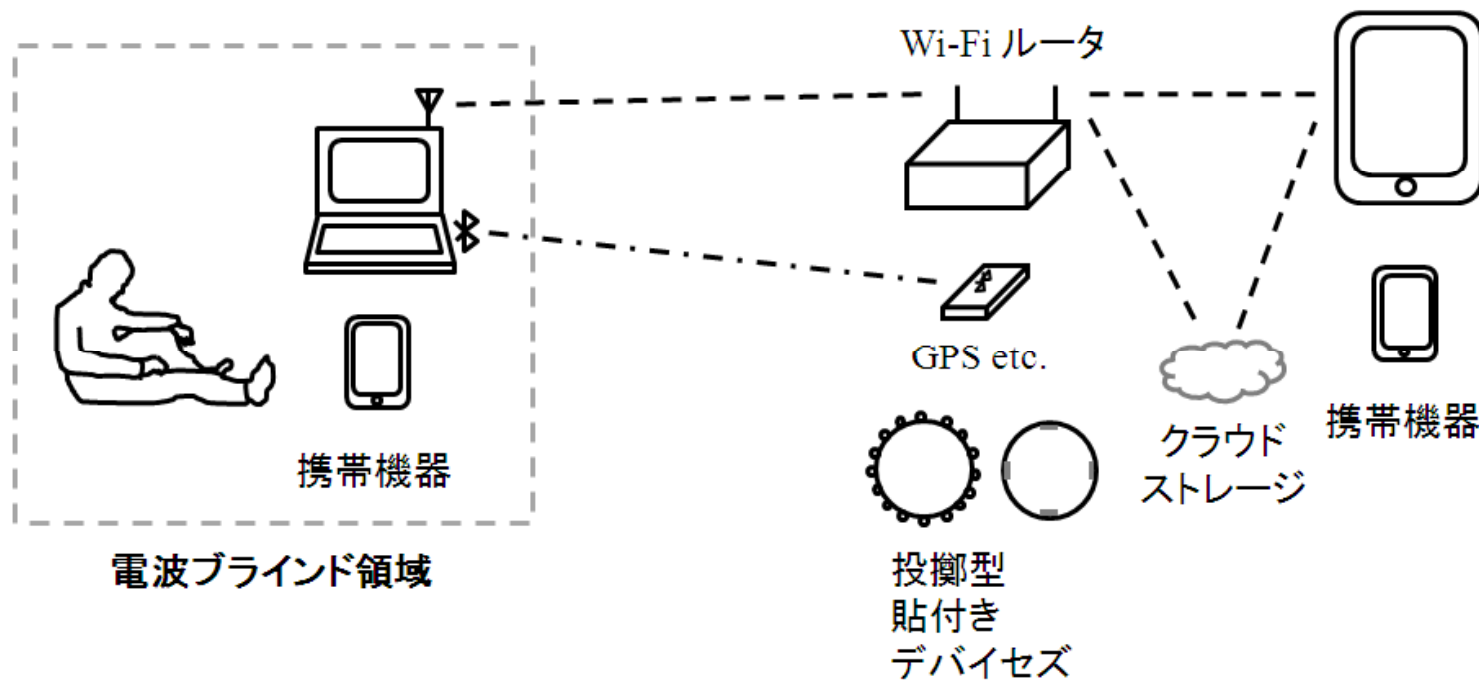 Wi-Fi ルータ
GPS etc.
携帯機器
クラウド
ストレージ
携帯機器
電波ブラインド領域
投擲型
貼付き
デバイセズ